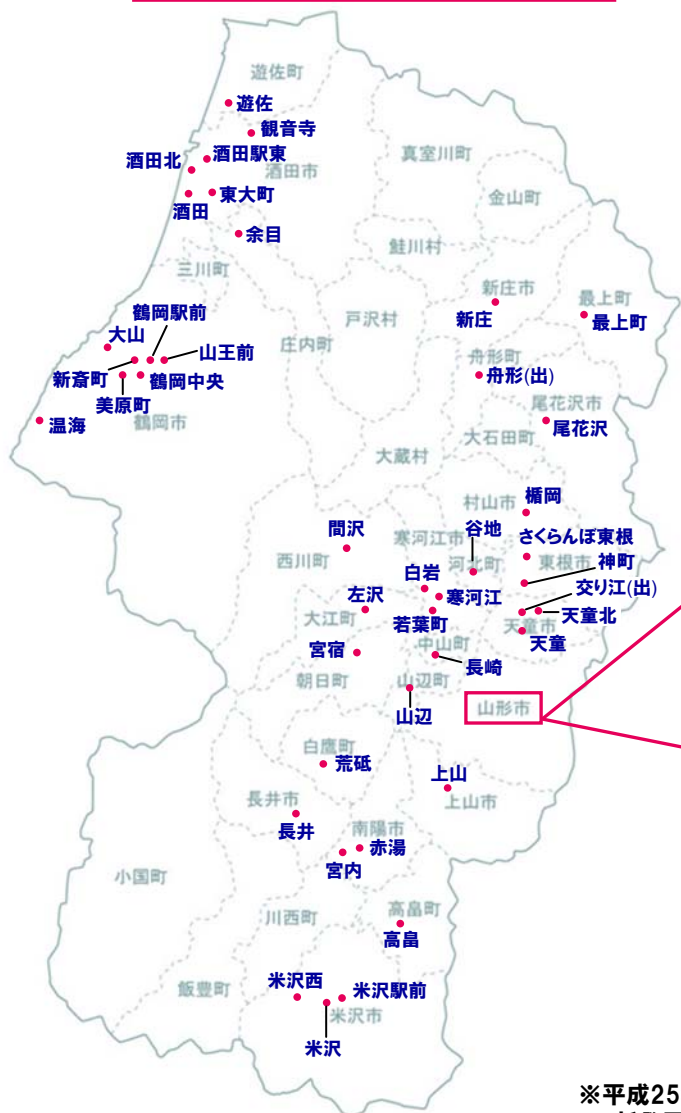 遊佐町
遊佐
観音寺
酒田駅東
酒田北
酒田市
真室川町
金山町
酒田
東大町
余目
鮭川村
三川町
新庄市
最上町
鶴岡駅前
新庄
戸沢村
最上町
大山
庄内町
山王前
舟形町
新斎町
鶴岡中央
舟形(出)
美原町
尾花沢市
温海
鶴岡市
大石田町
尾花沢
大蔵村
楯岡
村山市
間沢
寒河江市
谷地
さくらんぼ東根
西川町
河北町
東根市
神町
白岩
交り江(出)
左沢
寒河江
大江町
若葉町
天童市
天童北
宮宿
中山町
天童
長崎
朝日町
山辺町
山辺
山形市
白鷹町
荒砥
上山
長井市
上山市
長井
南陽市
赤湯
宮内
小国町
川西町
高畠町
高畠
飯豊町
米沢西
米沢駅前
米沢市
米沢
※平成25